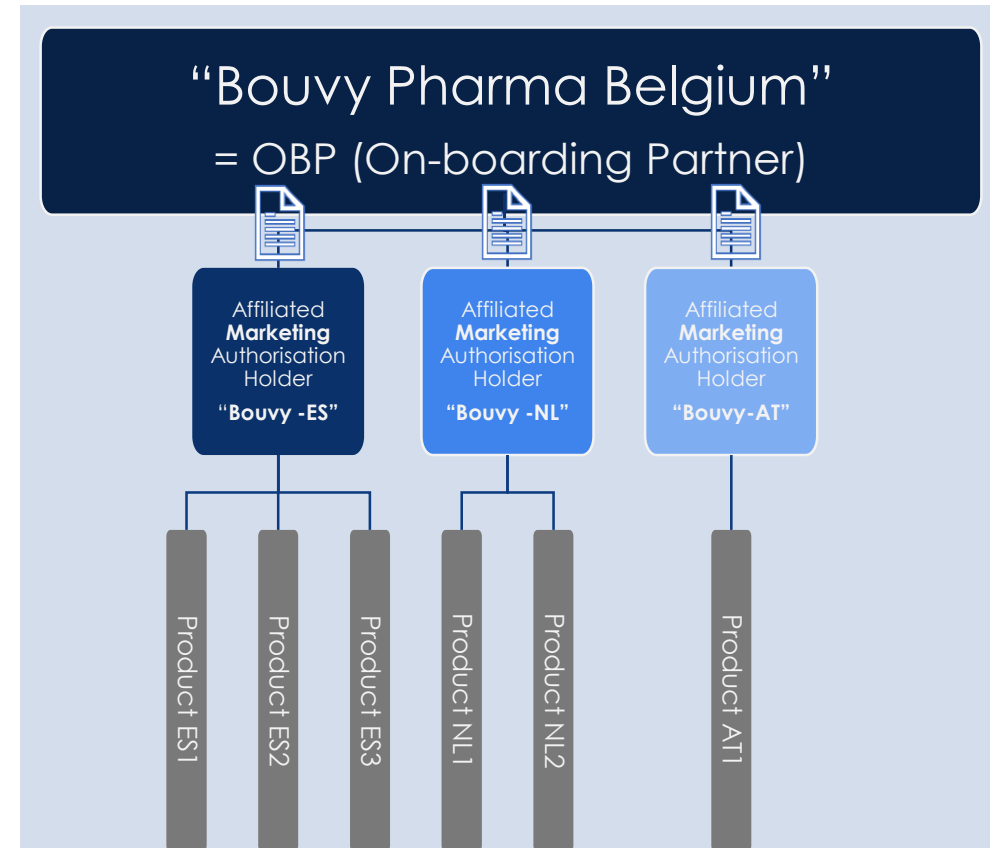 “Bouvy Pharma Belgium”
= OBP (On-boarding Partner)
Affiliated
Marketing
Authorisation
Holder
“Bouvy -ES”
Affiliated
Marketing
Authorisation
Holder
“Bouvy -NL”
Affiliated
Marketing
Authorisation
Holder
“Bouvy-AT”
Product ES1
Product ES2
Product ES3
Product NL1
Product NL2
Product AT1